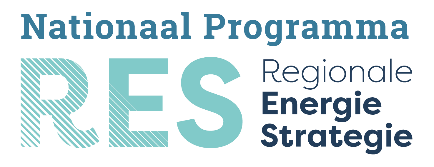 Nationaal Programma
RES
Regionale
Energie
Strategie